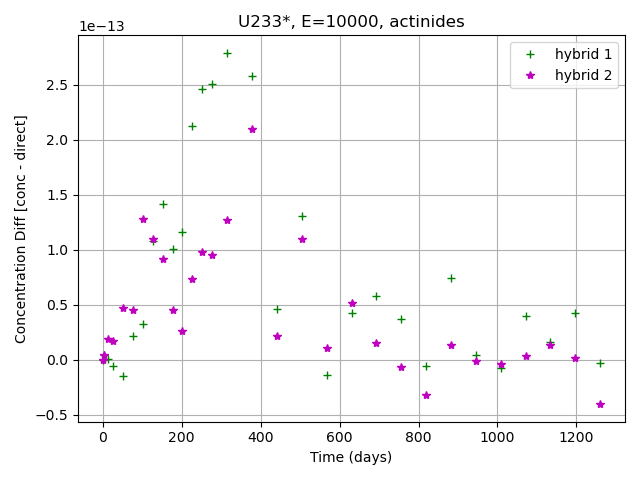 U233*, E=10000, actinides
1e−13
hybrid 1
hybrid 2
2.5
2.0
1.5
1.0
0.5
0.0
−0.5
Concentration Diff [conc - direct]
0 200 400 600 800 1000 1200
Time (days)